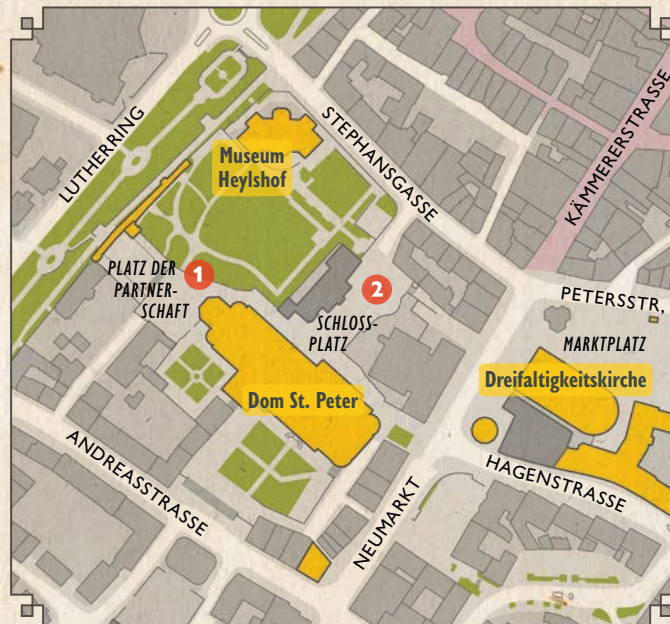 LUTHERRING
STEPHANSGASSE
KÄMMERERSTRASSE
Museum
Heylshof
PLATZ DER
PARTNER-
SCHAFT
1
2
SCHLOSS-
PLATZ
PETERSSTR,
MARKTPLATZ
Dreifaltigkeitskirche
Dom St. Peter
ANDREASSTRASSE
NEUMARKT
HAGENSTRASSE